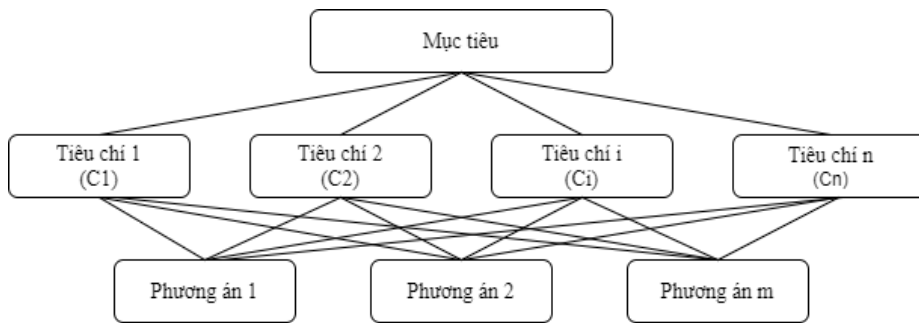 Mục tiêu
Tiêu chí 1
(C1)
Tiêu chí 2
(C2)
Tiêu chí i
(Ci)
Tiêu chí n
(Cn)
Phương án 1
Phương án 2
Phương án m